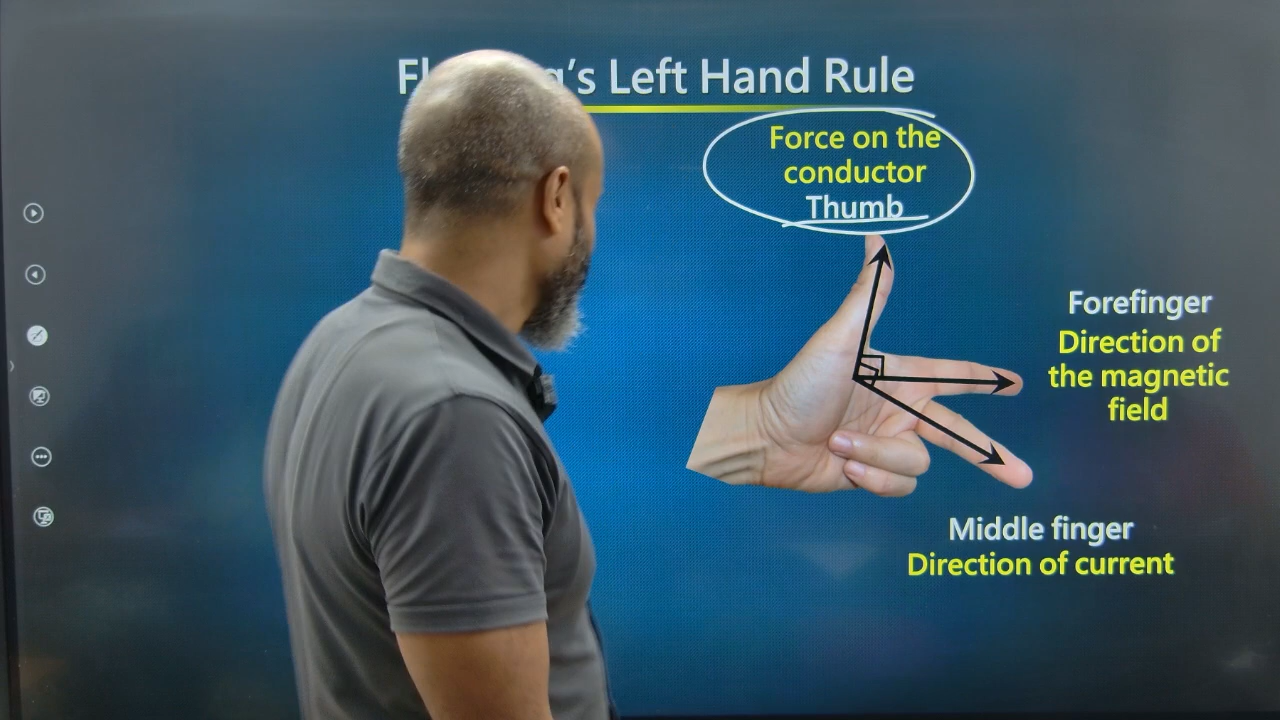 's Left Hand Rule
Force on the
conductor
Thumb
Forefinger
Direction of
the magnetic
field
Middle finger
Direction of current